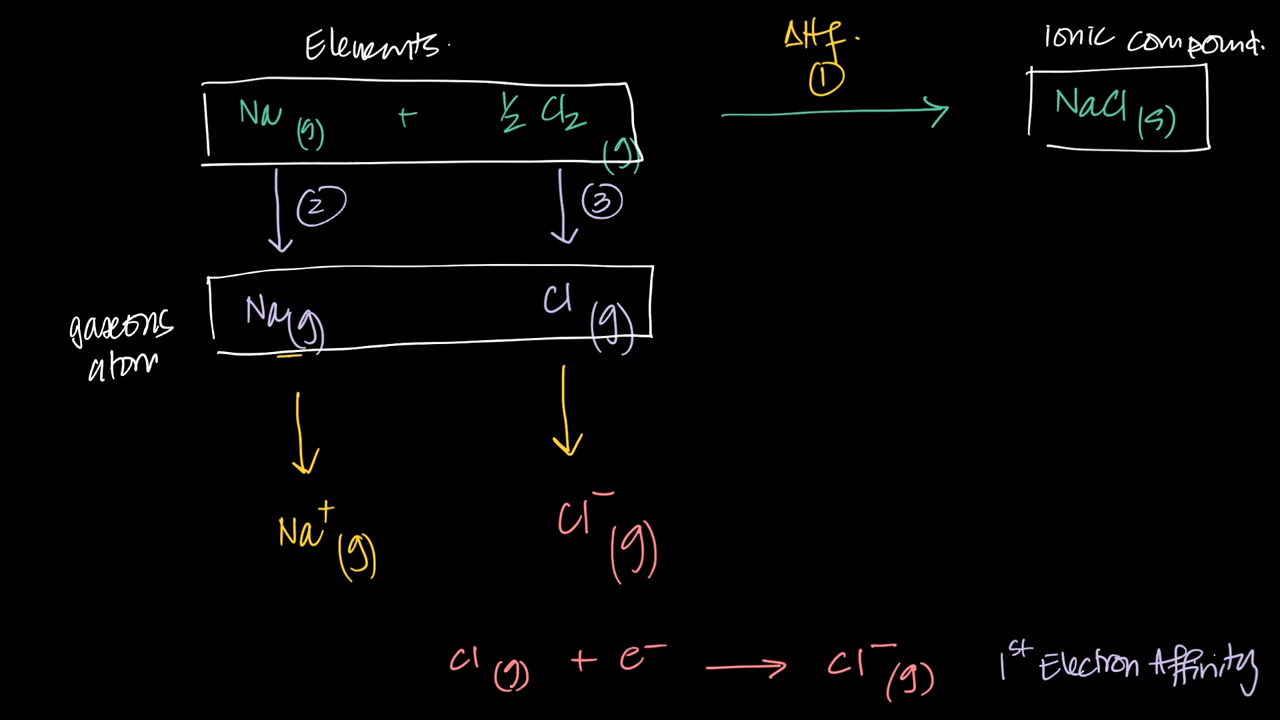 Elements.
ΔHf.
ionic compound.
①
Na (g) + ½ Cl₂ (g)
NaCl (s)
②
③
Na(g)
Cl (g)
gaseous
atom
Na⁺(g)
Cl⁻(g)
Cl(g) + e⁻ → Cl⁻(g)
1st Electron Affinity